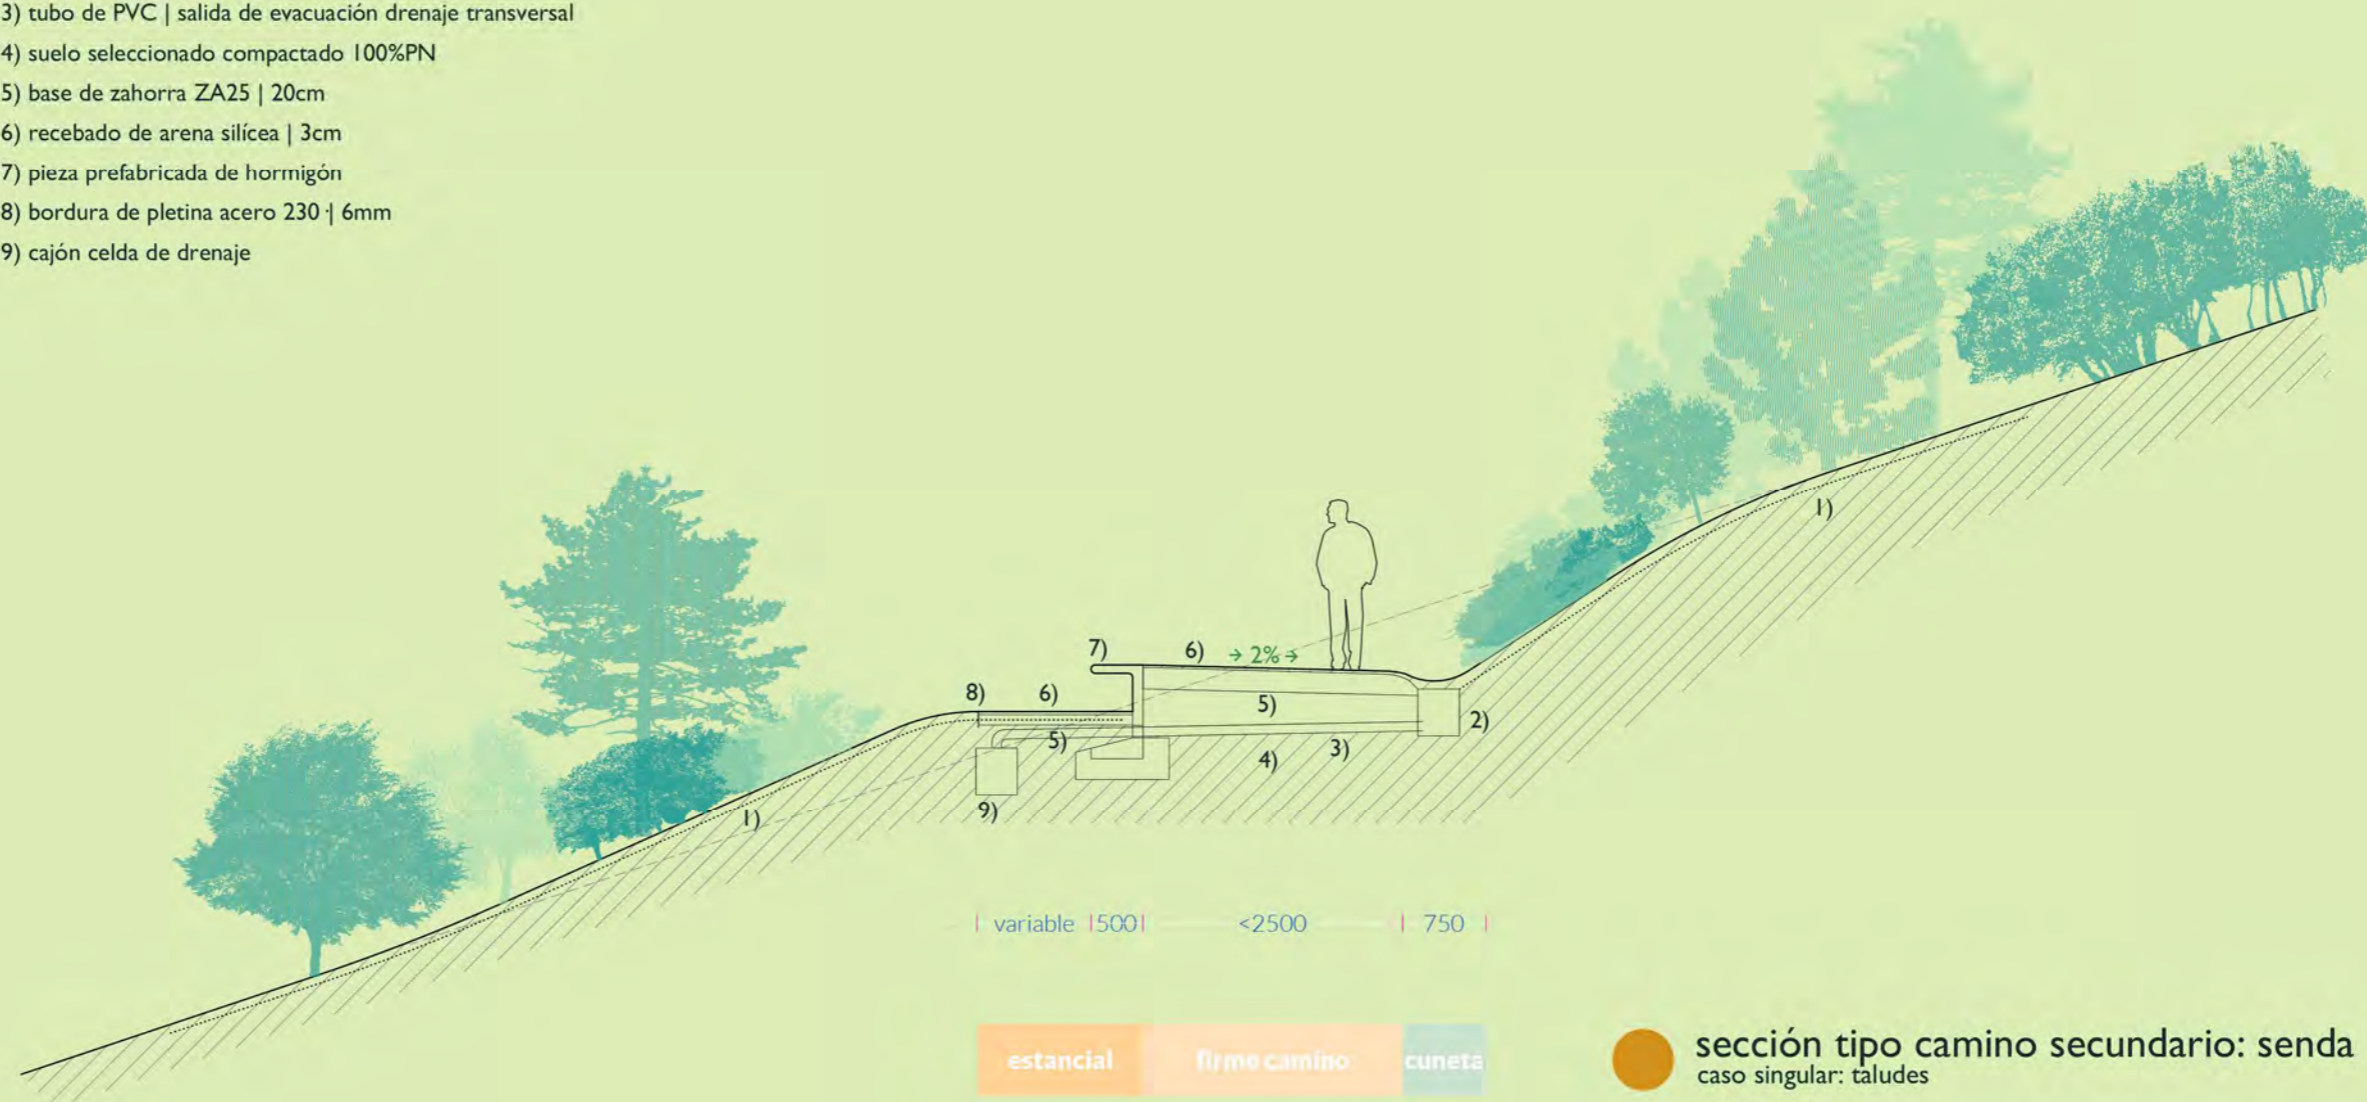 3) tubo de PVC | salida de evacuación drenaje transversal
4) suelo seleccionado compactado 100%PN
5) base de zahorra ZA25 | 20cm
6) recebado de arena silícea | 3cm
7) pieza prefabricada de hormigón
8) bordura de pletina acero 230 | 6mm
9) cajón celda de drenaje
1)
7)
6)
→ 2% →
8)
6)
5)
2)
5)
3)
4)
9)
1)
variable
500
<2500
750
estancial
firme camino
cuneta
sección tipo camino secundario: senda
caso singular: taludes